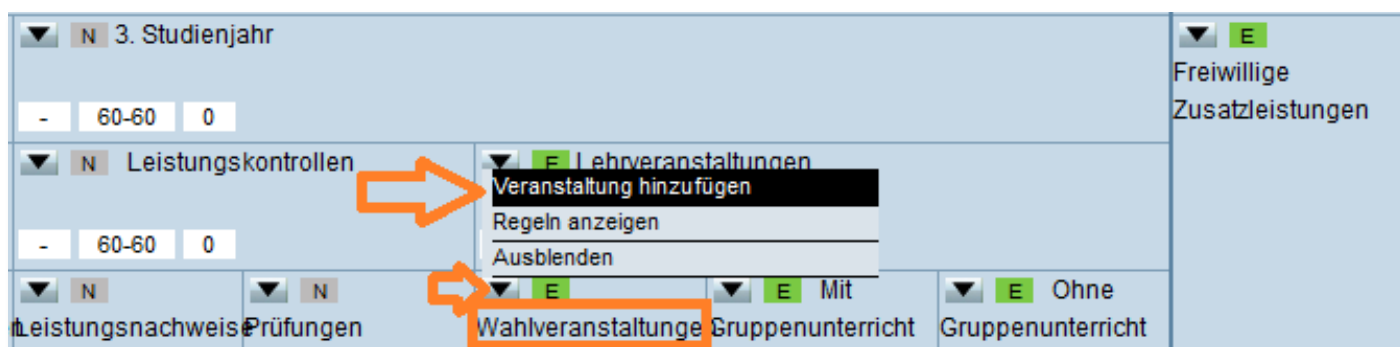 N 3. Studienjahr
E
Freiwillige
Zusatzleistungen
- 60-60 0
N Leistungskontrollen
E Lehrveranstaltungen
Veranstaltung hinzufügen
Regeln anzeigen
Ausblenden
- 60-60 0
N
Leistungsnachweise
N
Prüfungen
E
Wahlveranstaltunge
E Mit
Gruppenunterricht
E Ohne
Gruppenunterricht